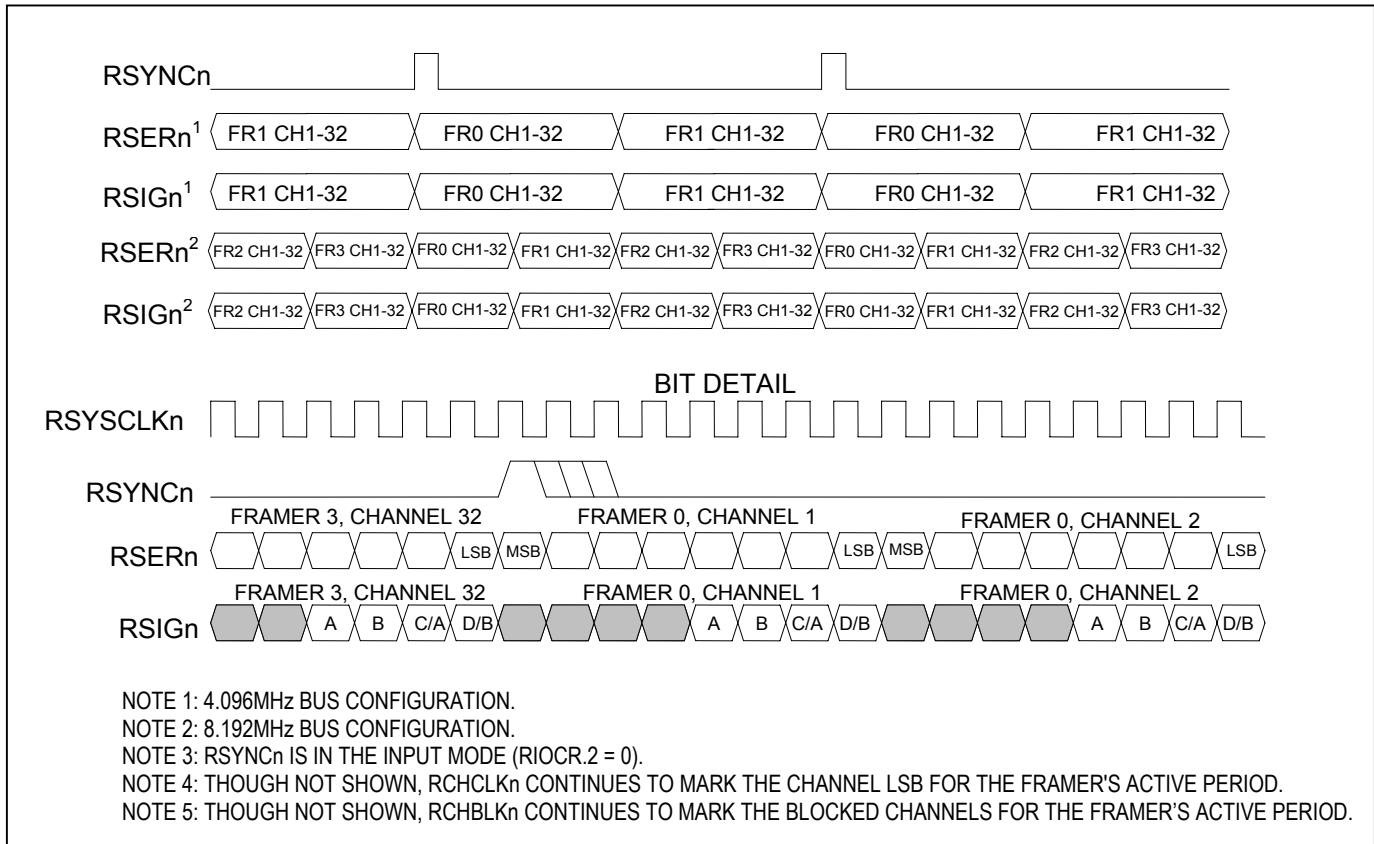 RSYNCn
RSERn¹ FR1 CH1-32 FR0 CH1-32 FR1 CH1-32 FR0 CH1-32 FR1 CH1-32
RSIGn¹ FR1 CH1-32 FR0 CH1-32 FR1 CH1-32 FR0 CH1-32 FR1 CH1-32
RSERn² FR2 CH1-32 FR3 CH1-32 FR0 CH1-32 FR1 CH1-32 FR2 CH1-32 FR3 CH1-32 FR0 CH1-32 FR1 CH1-32 FR2 CH1-32 FR3 CH1-32
RSIGn² FR2 CH1-32 FR3 CH1-32 FR0 CH1-32 FR1 CH1-32 FR2 CH1-32 FR3 CH1-32 FR0 CH1-32 FR1 CH1-32 FR2 CH1-32 FR3 CH1-32
BIT DETAIL
RSYSCLKn
RSYNCn
FRAMER 3, CHANNEL 32 FRAMER 0, CHANNEL 1 FRAMER 0, CHANNEL 2
RSERn LSB MSB LSB MSB LSB
FRAMER 3, CHANNEL 32 FRAMER 0, CHANNEL 1 FRAMER 0, CHANNEL 2
RSIGn A B C/A D/B A B C/A D/B A B C/A D/B
NOTE 1: 4.096MHz BUS CONFIGURATION.
NOTE 2: 8.192MHz BUS CONFIGURATION.
NOTE 3: RSYNCn IS IN THE INPUT MODE (RIOCR.2 = 0).
NOTE 4: THOUGH NOT SHOWN, RCHCLKn CONTINUES TO MARK THE CHANNEL LSB FOR THE FRAMER'S ACTIVE PERIOD.
NOTE 5: THOUGH NOT SHOWN, RCHBLKn CONTINUES TO MARK THE BLOCKED CHANNELS FOR THE FRAMER'S ACTIVE PERIOD.